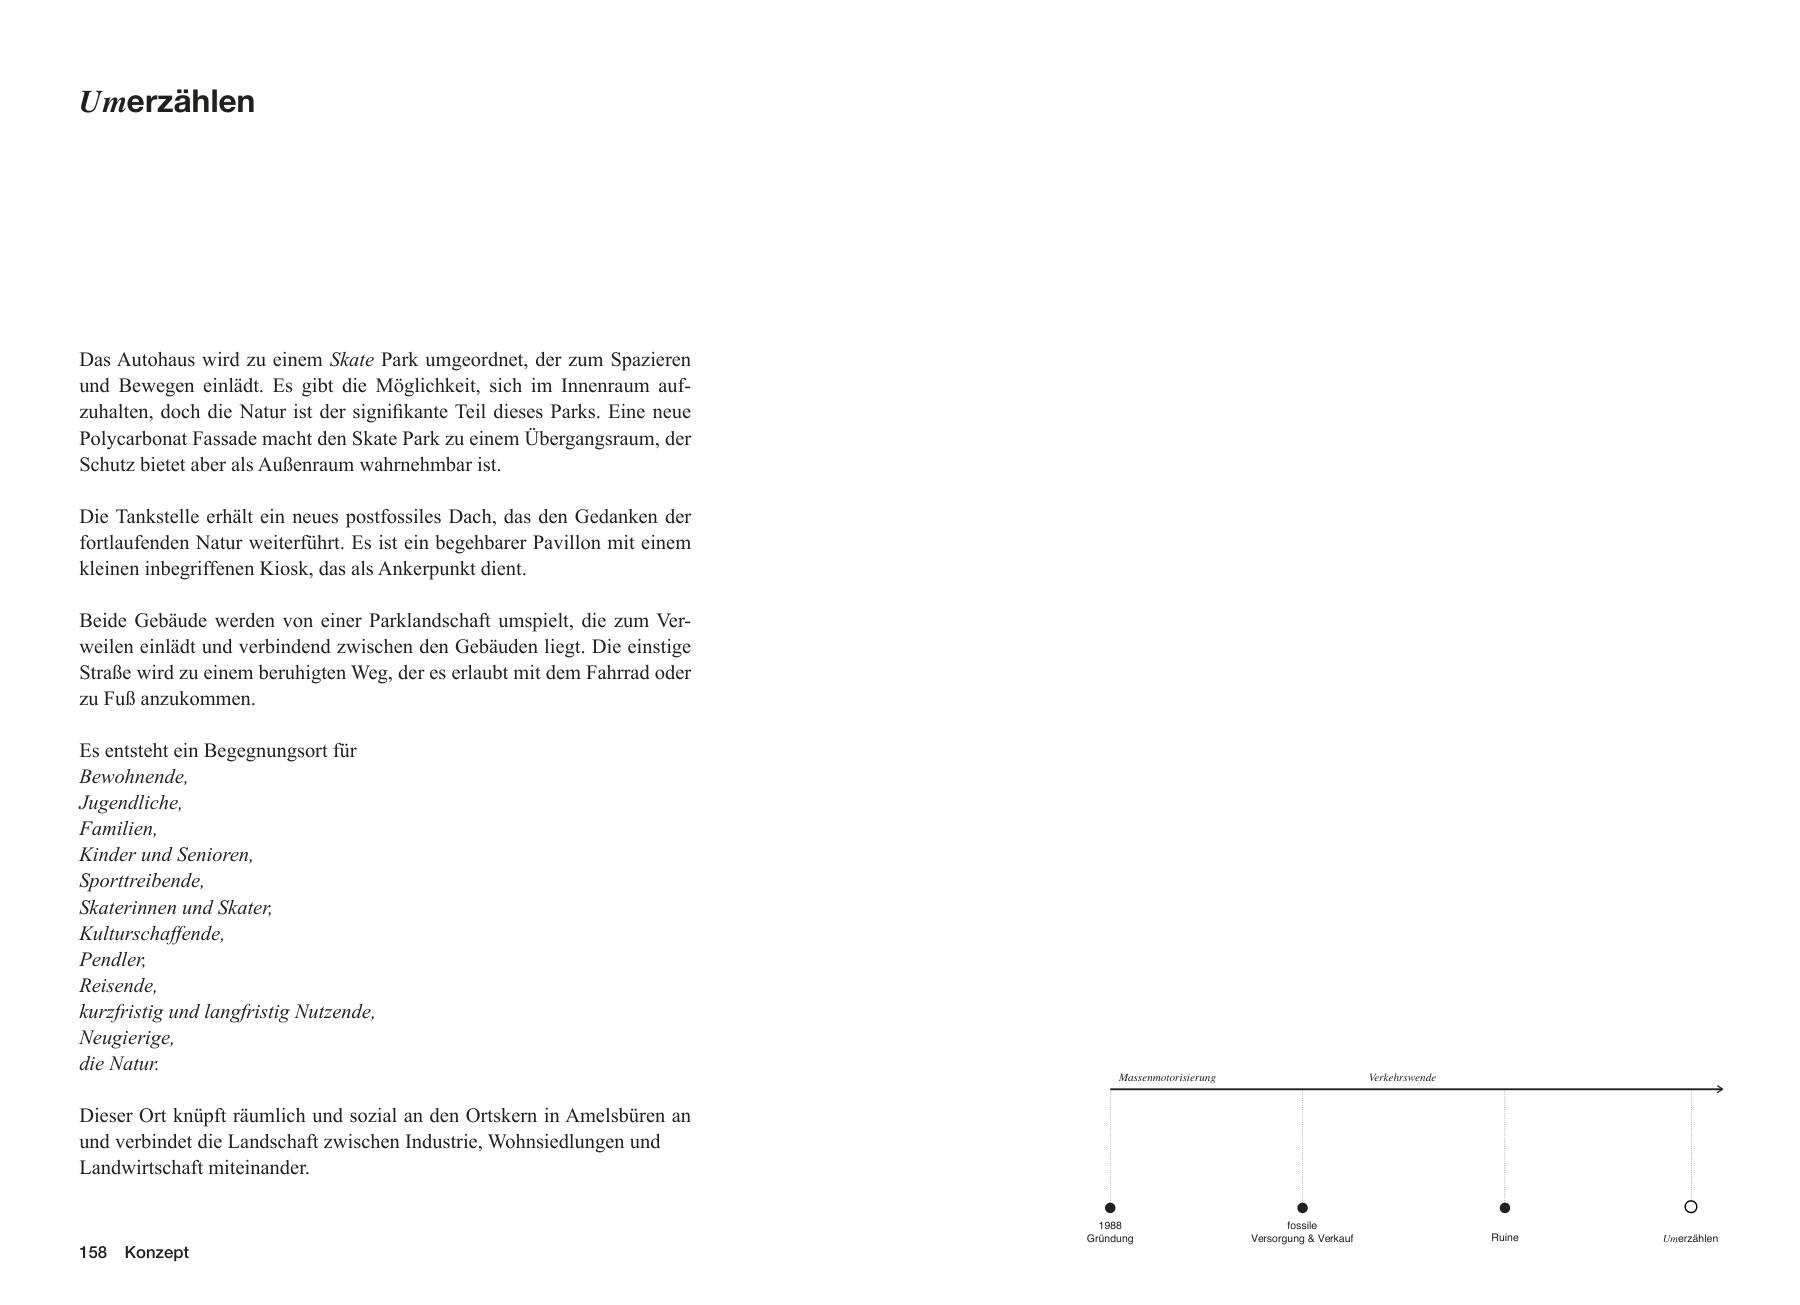 Umerzählen
Das Autohaus wird zu einem Skate Park umgeordnet, der zum Spazieren
und Bewegen einlädt. Es gibt die Möglichkeit, sich im Innenraum auf-
zuhalten, doch die Natur ist der signifikante Teil dieses Parks. Eine neue
Polycarbonat Fassade macht den Skate Park zu einem Übergangsraum, der
Schutz bietet aber als Außenraum wahrnehmbar ist.
Die Tankstelle erhält ein neues postfossiles Dach, das den Gedanken der
fortlaufenden Natur weiterführt. Es ist ein begehbarer Pavillon mit einem
kleinen inbegriffenen Kiosk, das als Ankerpunkt dient.
Beide Gebäude werden von einer Parklandschaft umspielt, die zum Ver-
weilen einlädt und verbindend zwischen den Gebäuden liegt. Die einstige
Straße wird zu einem beruhigten Weg, der es erlaubt mit dem Fahrrad oder
zu Fuß anzukommen.
Es entsteht ein Begegnungsort für
Bewohnende,
Jugendliche,
Familien,
Kinder und Senioren,
Sporttreibende,
Skaterinnen und Skater,
Kulturschaffende,
Pendler,
Reisende,
kurzfristig und langfristig Nutzende,
Neugierige,
die Natur.
Dieser Ort knüpft räumlich und sozial an den Ortskern in Amelsbüren an
und verbindet die Landschaft zwischen Industrie, Wohnsiedlungen und
Landwirtschaft miteinander.
158 Konzept
Massenmotorisierung
Verkehrswende
1988
Gründung
fossile
Versorgung & Verkauf
Ruine
Umerzählen